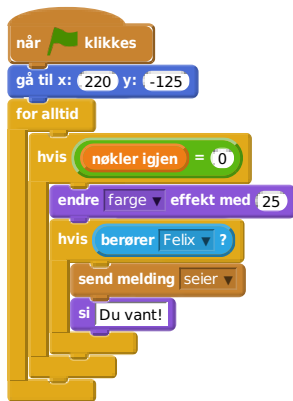 når klikkes
gå til x: 220 y: -125
for alltid
hvis nøkler igjen = 0
endre farge effekt med 25
hvis berører Felix ?
send melding seier
si Du vant!